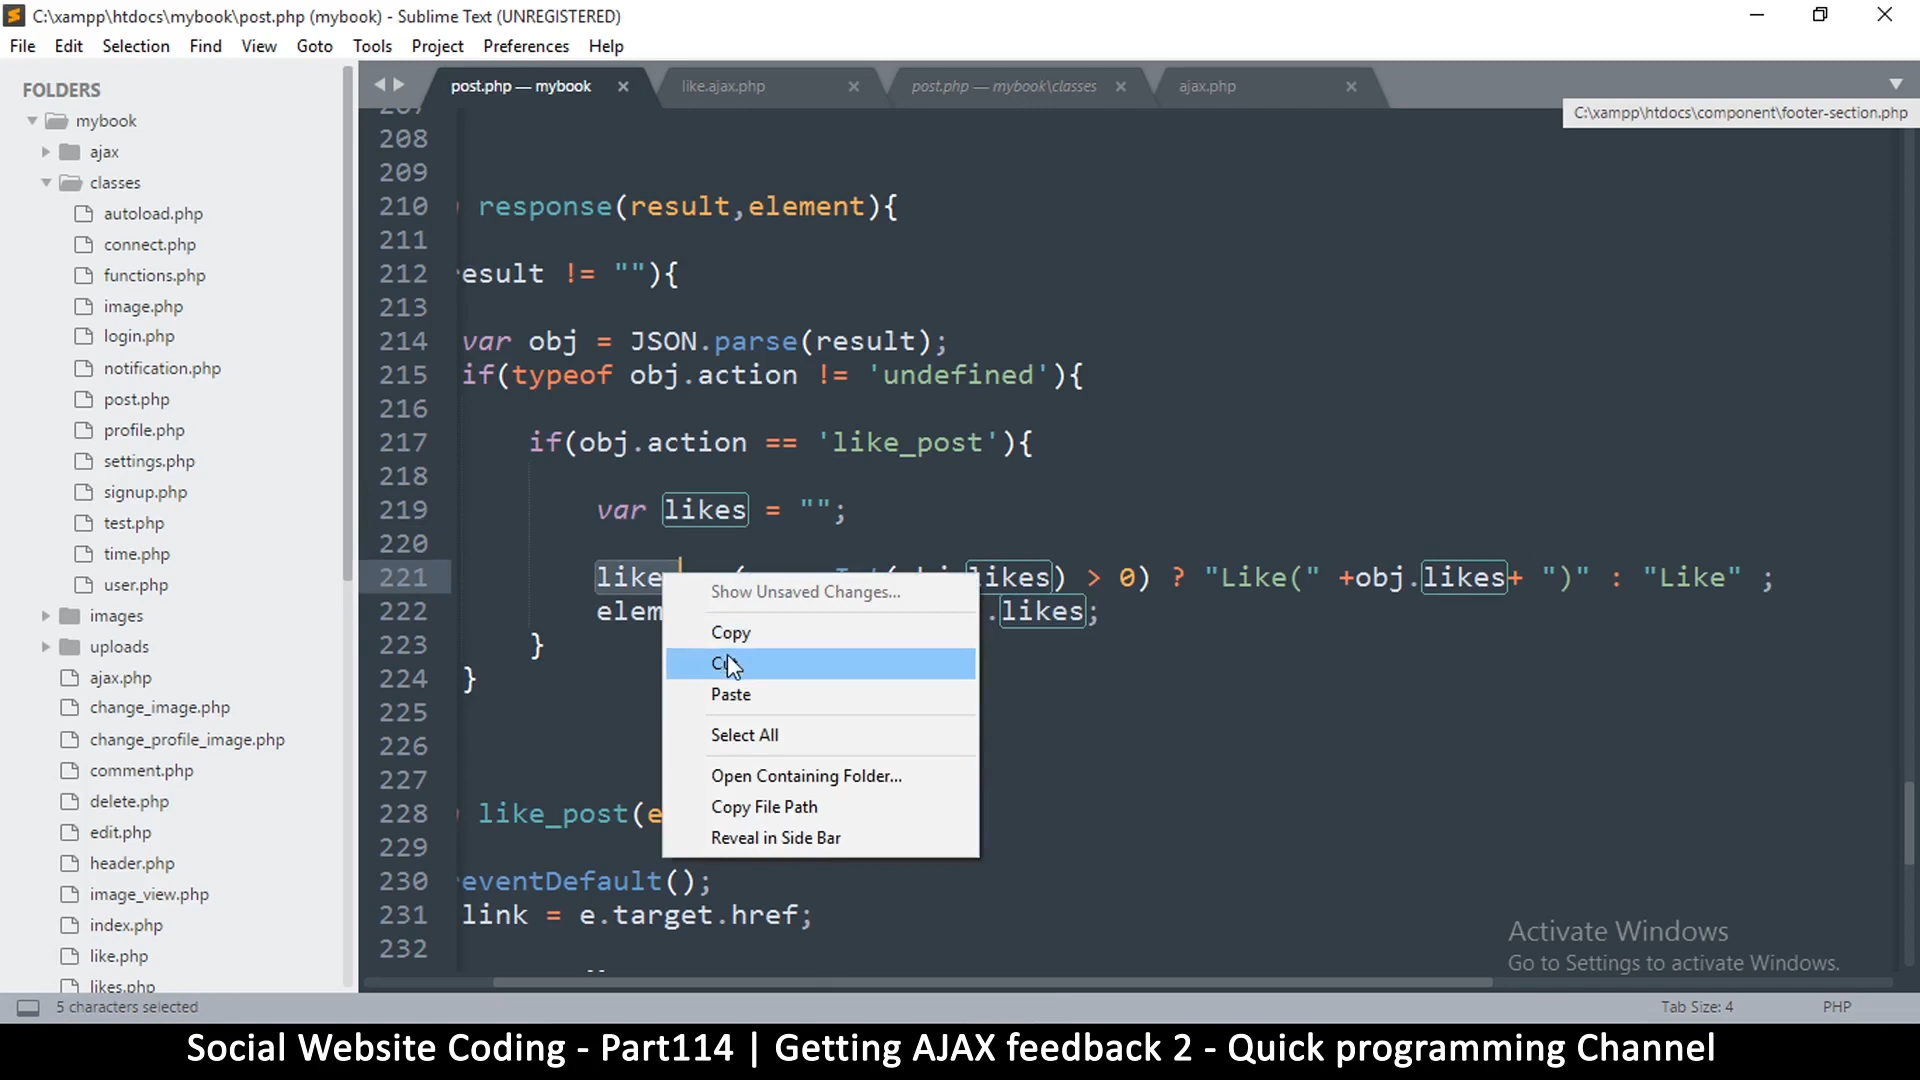 C:\xampp\htdocs\mybook\post.php (mybook) - Sublime Text (UNREGISTERED)
File Edit Selection Find View Goto Tools Project Preferences Help
FOLDERS
mybook
ajax
classes
autoload.php
connect.php
functions.php
image.php
login.php
notification.php
post.php
profile.php
settings.php
signup.php
test.php
time.php
user.php
images
uploads
ajax.php
change_image.php
change_profile_image.php
comment.php
delete.php
edit.php
header.php
image_view.php
index.php
like.php
likes.php
post.php — mybook like.ajax.php post.php — mybook\classes ajax.php
C:\xampp\htdocs\component\footer-section.php
207
208
209
210 response(result,element){
211
212 esult != ""){
213
214 var obj = JSON.parse(result);
215 if(typeof obj.action != 'undefined'){
216
217 if(obj.action == 'like_post'){
218
219 var likes = "";
220
221 like likes) > 0) ? "Like(" +obj.likes+ ")" : "Like" ;
222 elem .likes;
223 }
224 }
225
226
227
228 like_post(e
229
230 eventDefault();
231 link = e.target.href;
232
Show Unsaved Changes...
Copy
Cut
Paste
Select All
Open Containing Folder...
Copy File Path
Reveal in Side Bar
Activate Windows
Go to Settings to activate Windows.
5 characters selected Tab Size: 4 PHP
Social Website Coding - Part114 | Getting AJAX feedback 2 - Quick programming Channel